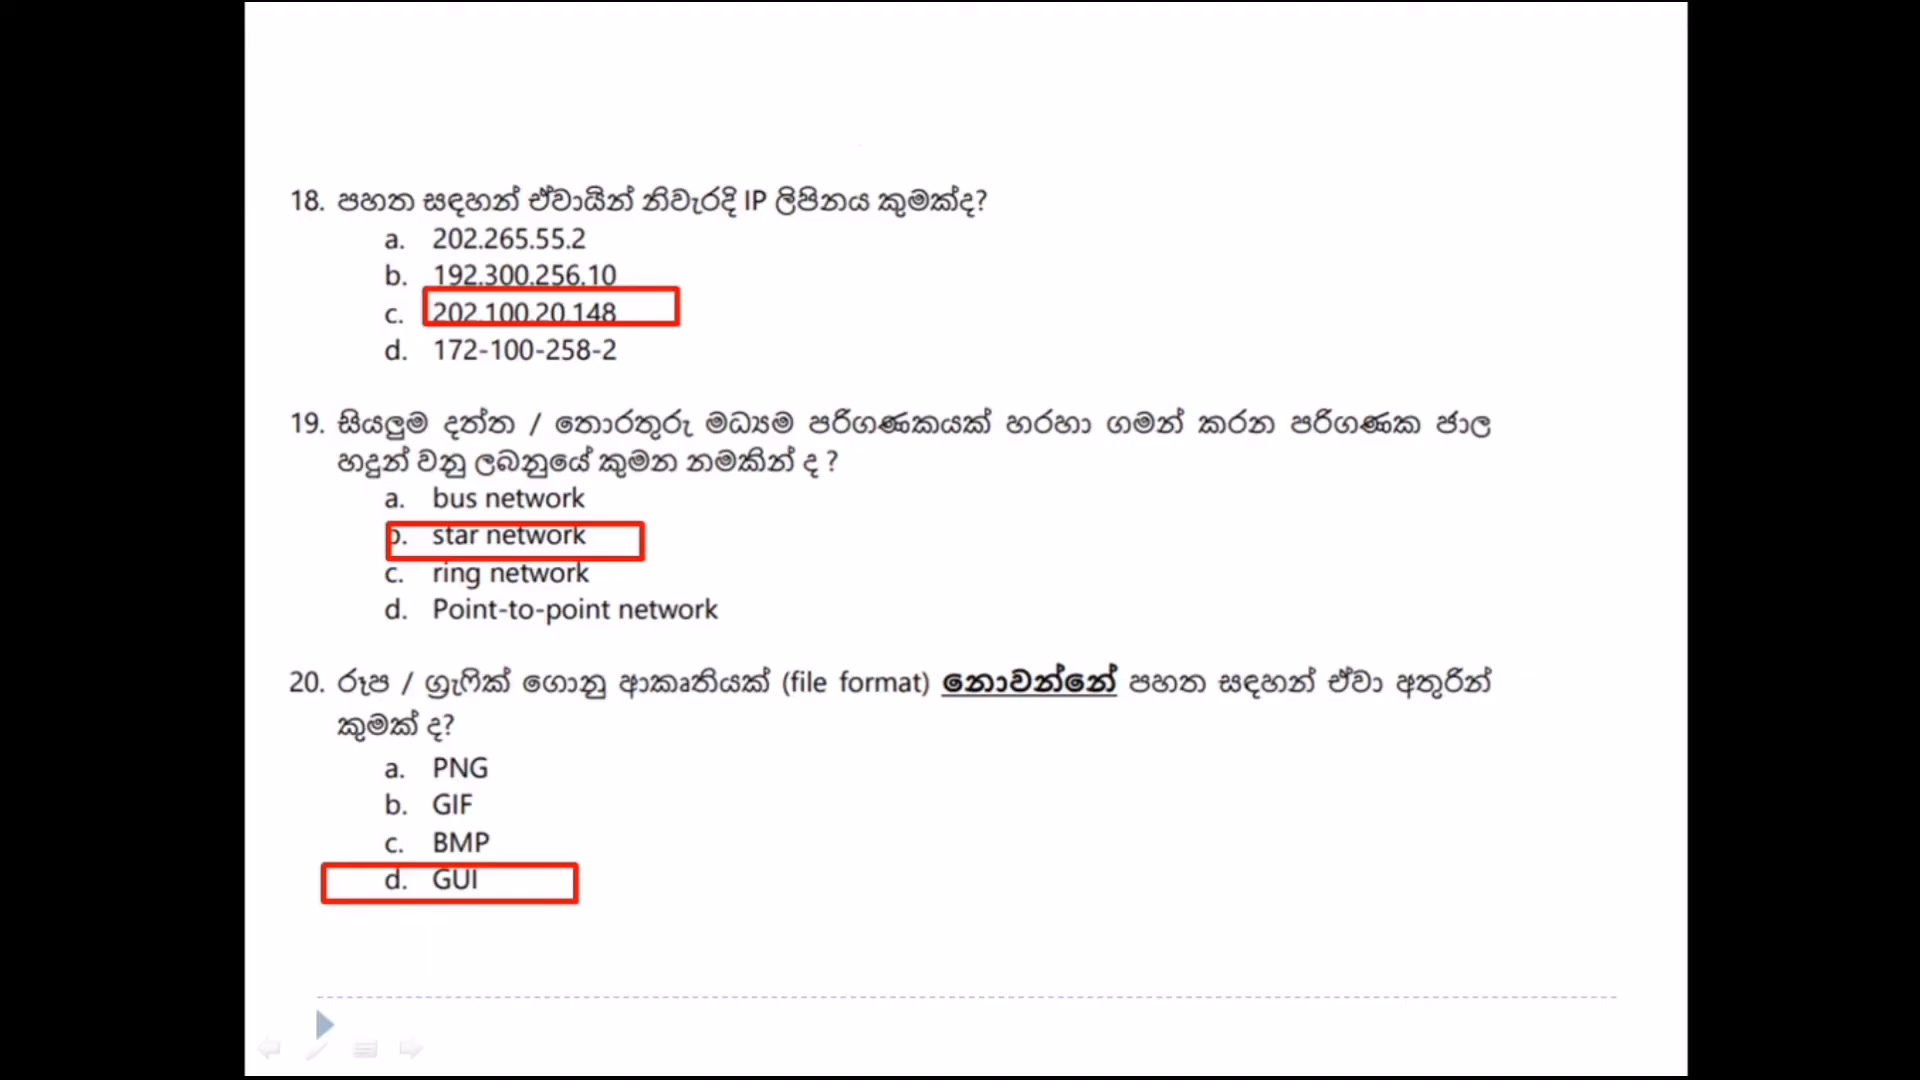 18. පහත සඳහන් ඒවායින් නිවැරදි IP ලිපිනය කුමක්ද?
a. 202.265.55.2
b. 192.300.256.10
c. 202.100.20.148
d. 172-100-258-2
19. සියලුම දත්ත / තොරතුරු මධ්‍යම පරිගණකයක් හරහා ගමන් කරන පරිගණක ජාල
හඳුන් වනු ලබනුයේ කුමන නමකින් ද ?
a. bus network
b. star network
c. ring network
d. Point-to-point network
20. රූප / ග්‍රැෆික් ගොනු ආකෘතියක් (file format) නොවන්නේ පහත සඳහන් ඒවා අතුරින්
කුමක් ද?
a. PNG
b. GIF
c. BMP
d. GUI